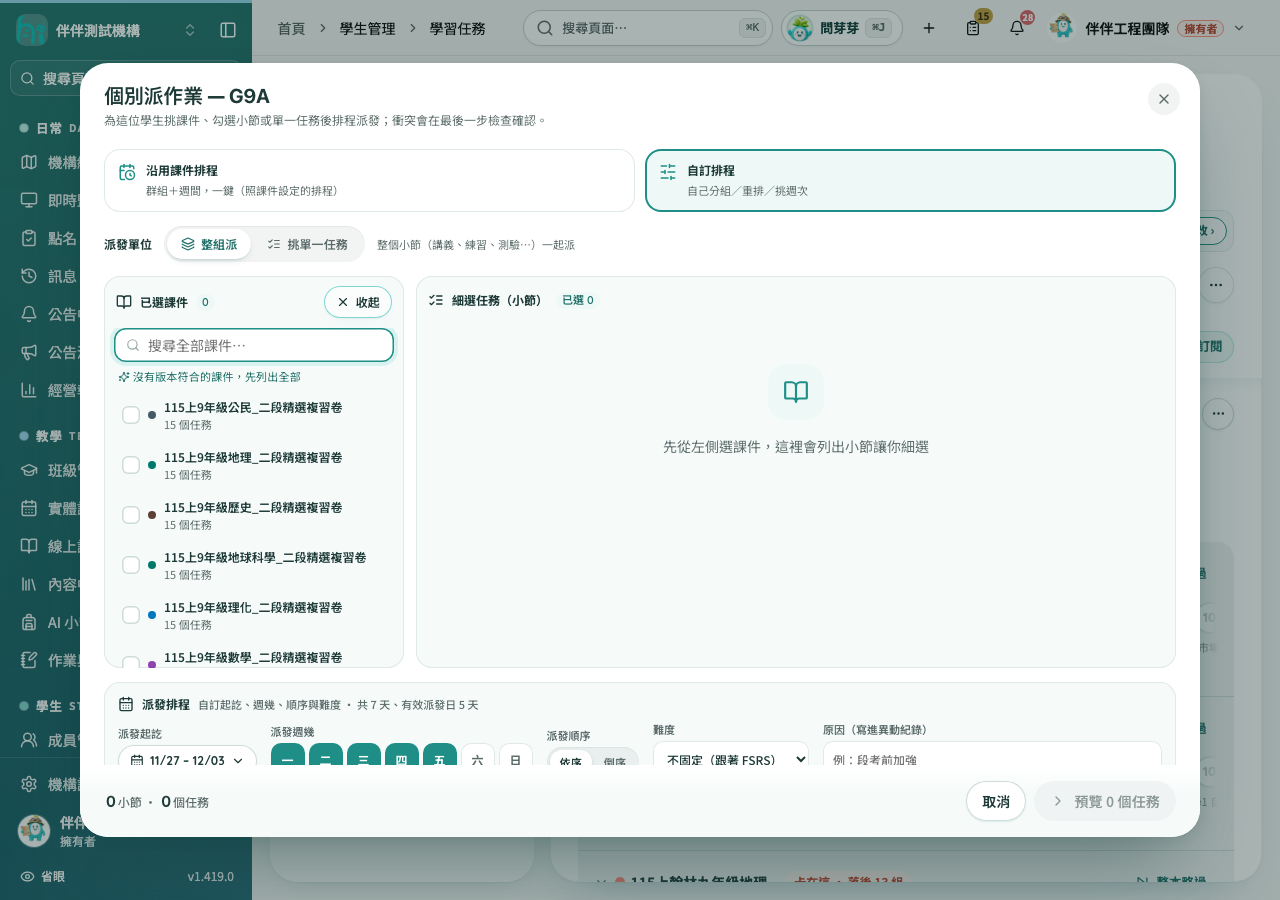 伴伴測試機構
首頁 > 學生管理 > 學習任務
搜尋頁面…
⌘K
問芽芽
⌘J
15
28
伴伴工程團隊
擁有者
搜尋頁
日常
機構
即時
點名
訊息
公告
公告
經營
教學
班級
實體
線上
內容
AI 小
作業
學生
成員
機構
伴伴
擁有者
省眼
v1.419.0
個別派作業 — G9A
為這位學生挑課件、勾選小節或單一任務後排程派發；衝突會在最後一步檢查確認。
沿用課件排程
群組＋週間，一鍵（照課件設定的排程）
自訂排程
自己分組／重排／挑週次
派發單位
整組派
挑單一任務
整個小節（講義、練習、測驗…）一起派
已選課件 0
收起
搜尋全部課件…
沒有版本符合的課件，先列出全部
115上9年級公民_二段精選複習卷
15 個任務
115上9年級地理_二段精選複習卷
15 個任務
115上9年級歷史_二段精選複習卷
15 個任務
115上9年級地球科學_二段精選複習卷
15 個任務
115上9年級理化_二段精選複習卷
15 個任務
115上9年級數學_二段精選複習卷
細選任務（小節）
已選 0
先從左側選課件，這裡會列出小節讓你細選
派發排程
自訂起訖、週幾、順序與難度 · 共 7 天、有效派發日 5 天
派發起訖
11/27 – 12/03
派發週幾
一 二 三 四 五 六 日
派發順序
依序
倒序
難度
不固定（跟著 FSRS）
原因（寫進異動紀錄）
例：段考前加強
0 小節 · 0 個任務
取消
預覽 0 個任務
訂閱
115上翰林九年級地理
卡在這 · 落後 13 組
整本略過